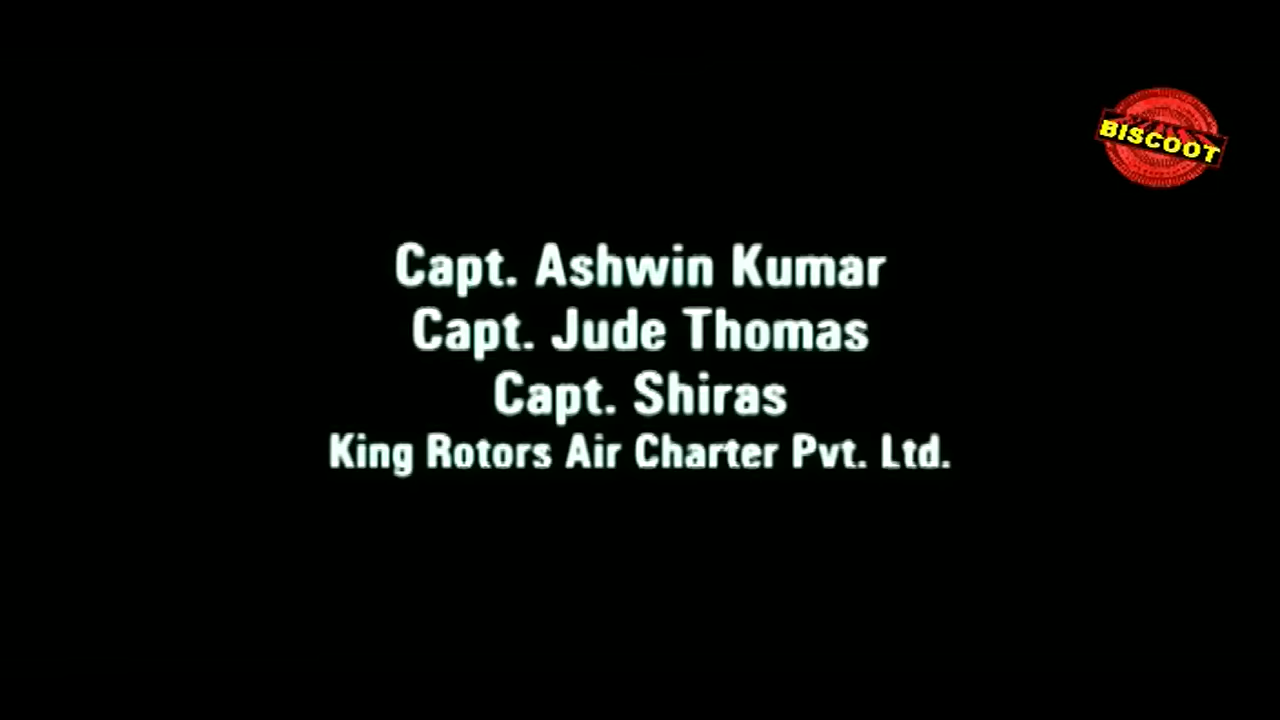 BISCOOT
Capt. Ashwin Kumar
Capt. Jude Thomas
Capt. Shiras
King Rotors Air Charter Pvt. Ltd.